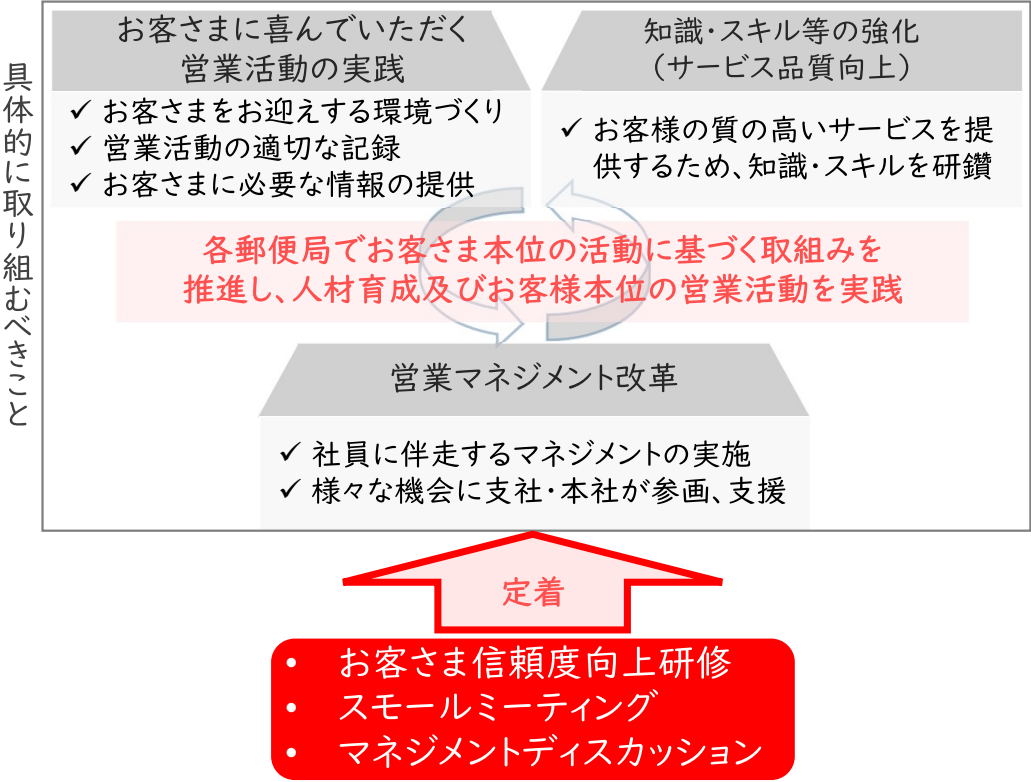 具体的に取り組むべきこと
お客さまに喜んでいただく
営業活動の実践
✓ お客さまをお迎えする環境づくり
✓ 営業活動の適切な記録
✓ お客さまに必要な情報の提供
知識・スキル等の強化
（サービス品質向上）
✓ お客様の質の高いサービスを提
供するため、知識・スキルを研鑽
各郵便局でお客さま本位の活動に基づく取組みを
推進し、人材育成及びお客様本位の営業活動を実践
営業マネジメント改革
✓ 社員に伴走するマネジメントの実施
✓ 様々な機会に支社・本社が参画、支援
定着
• お客さま信頼度向上研修
• スモールミーティング
• マネジメントディスカッション